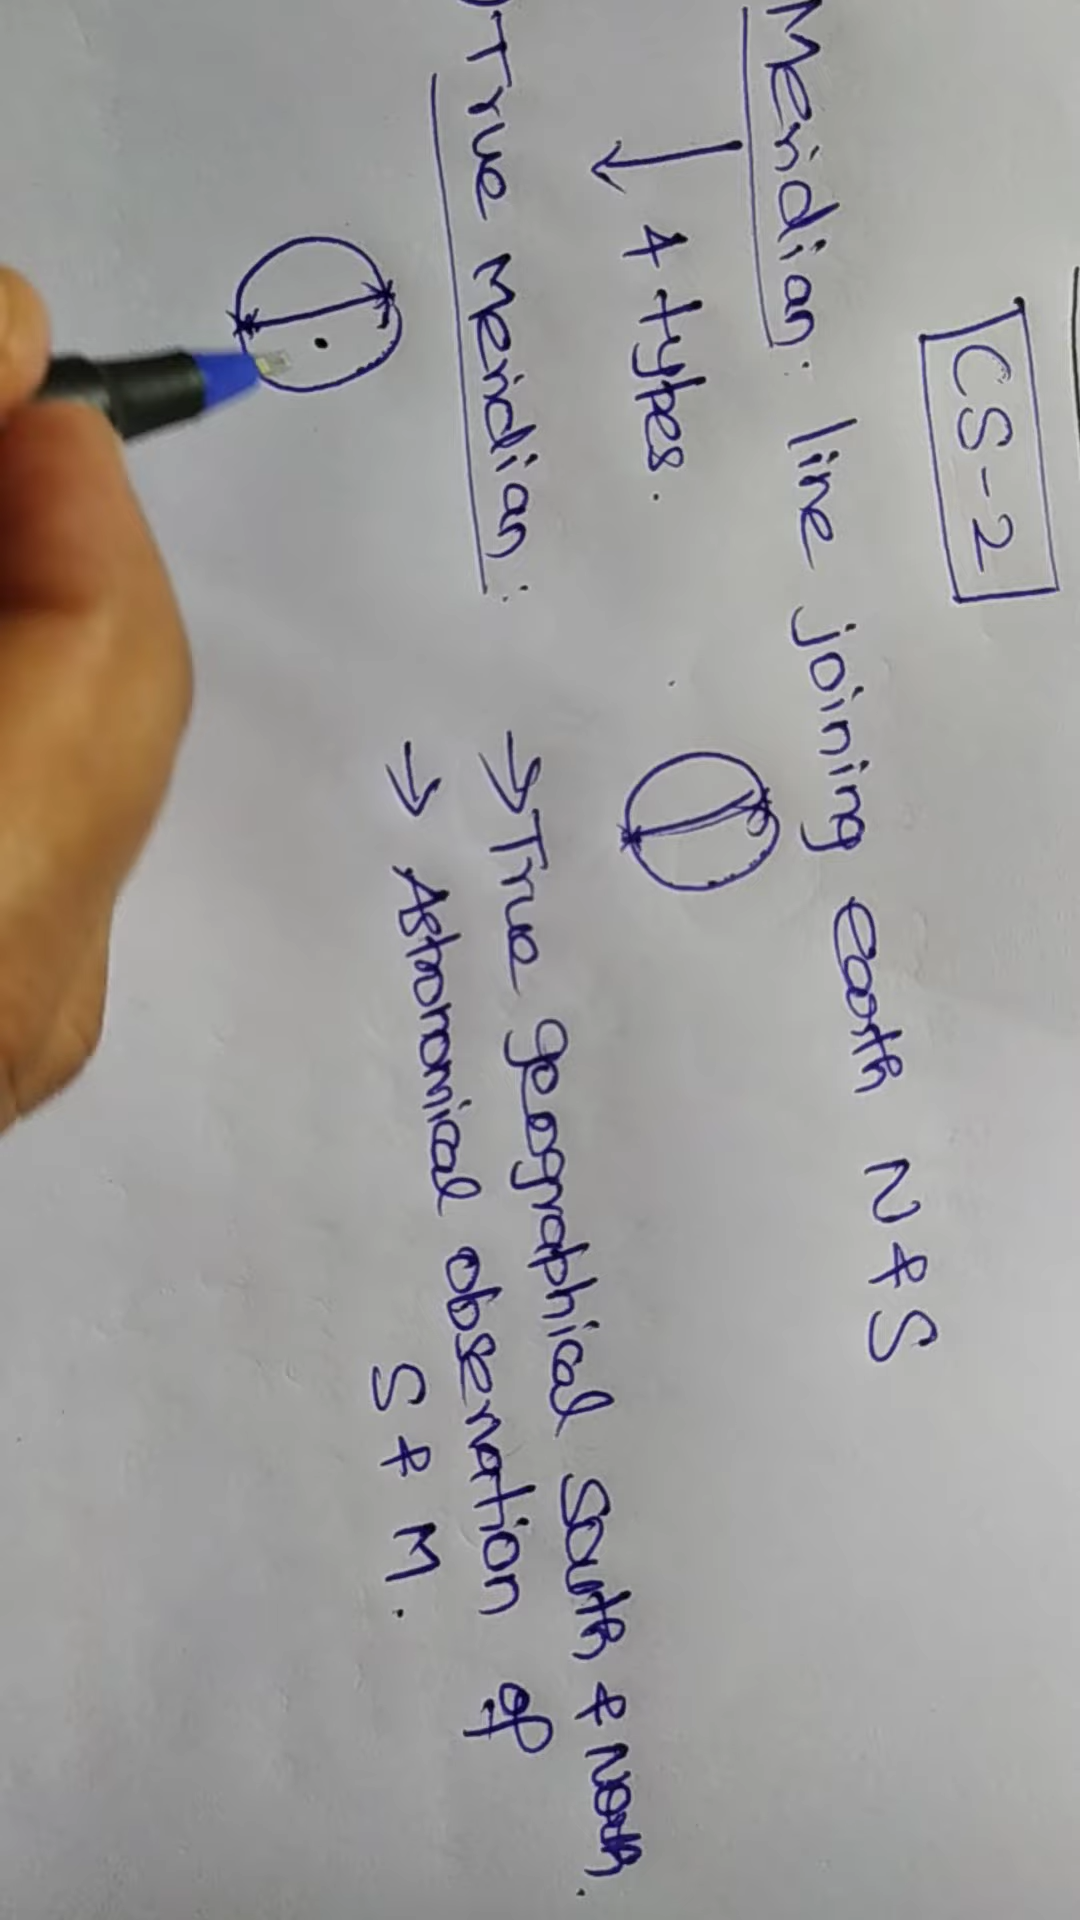 CS-2
Meridian: line joining earth N & S
↓ 4 types.
) True Meridian:
→ True geographical South & North.
→ Astronomical observation of
S & M.